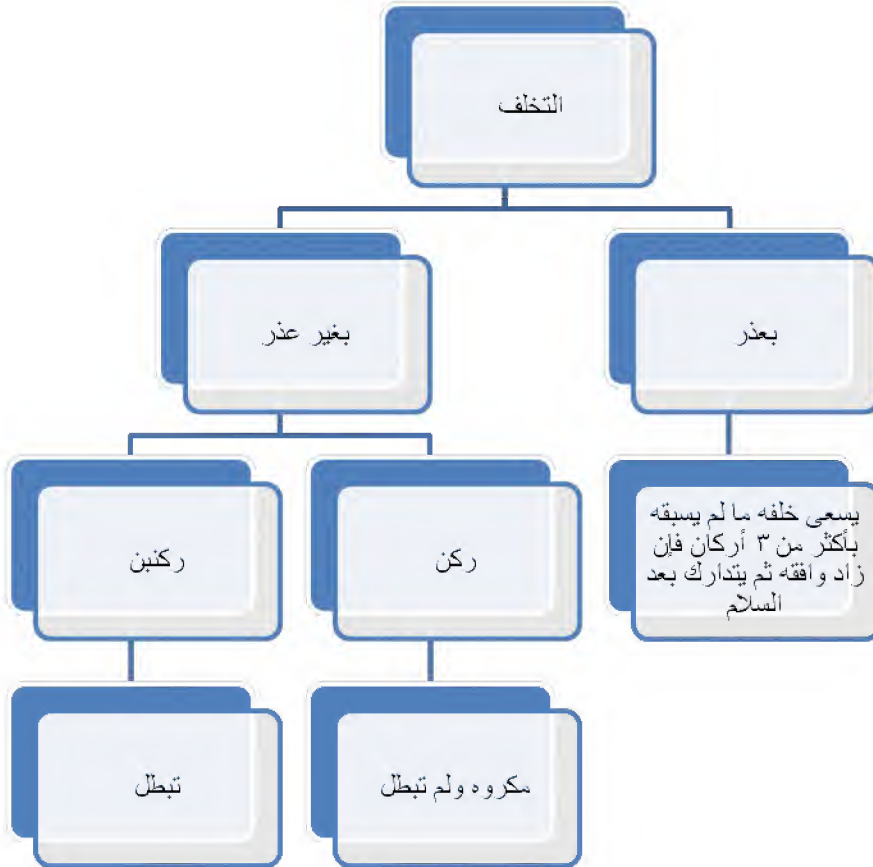 التخلف
بعذر
بغير عذر
يسعى خلفه ما لم يسبقه
بأكثر من ٣ أركان فإن
زاد وافقه ثم يتدارك بعد
السلام
ركن
ركنين
مكروه ولم تبطل
تبطل